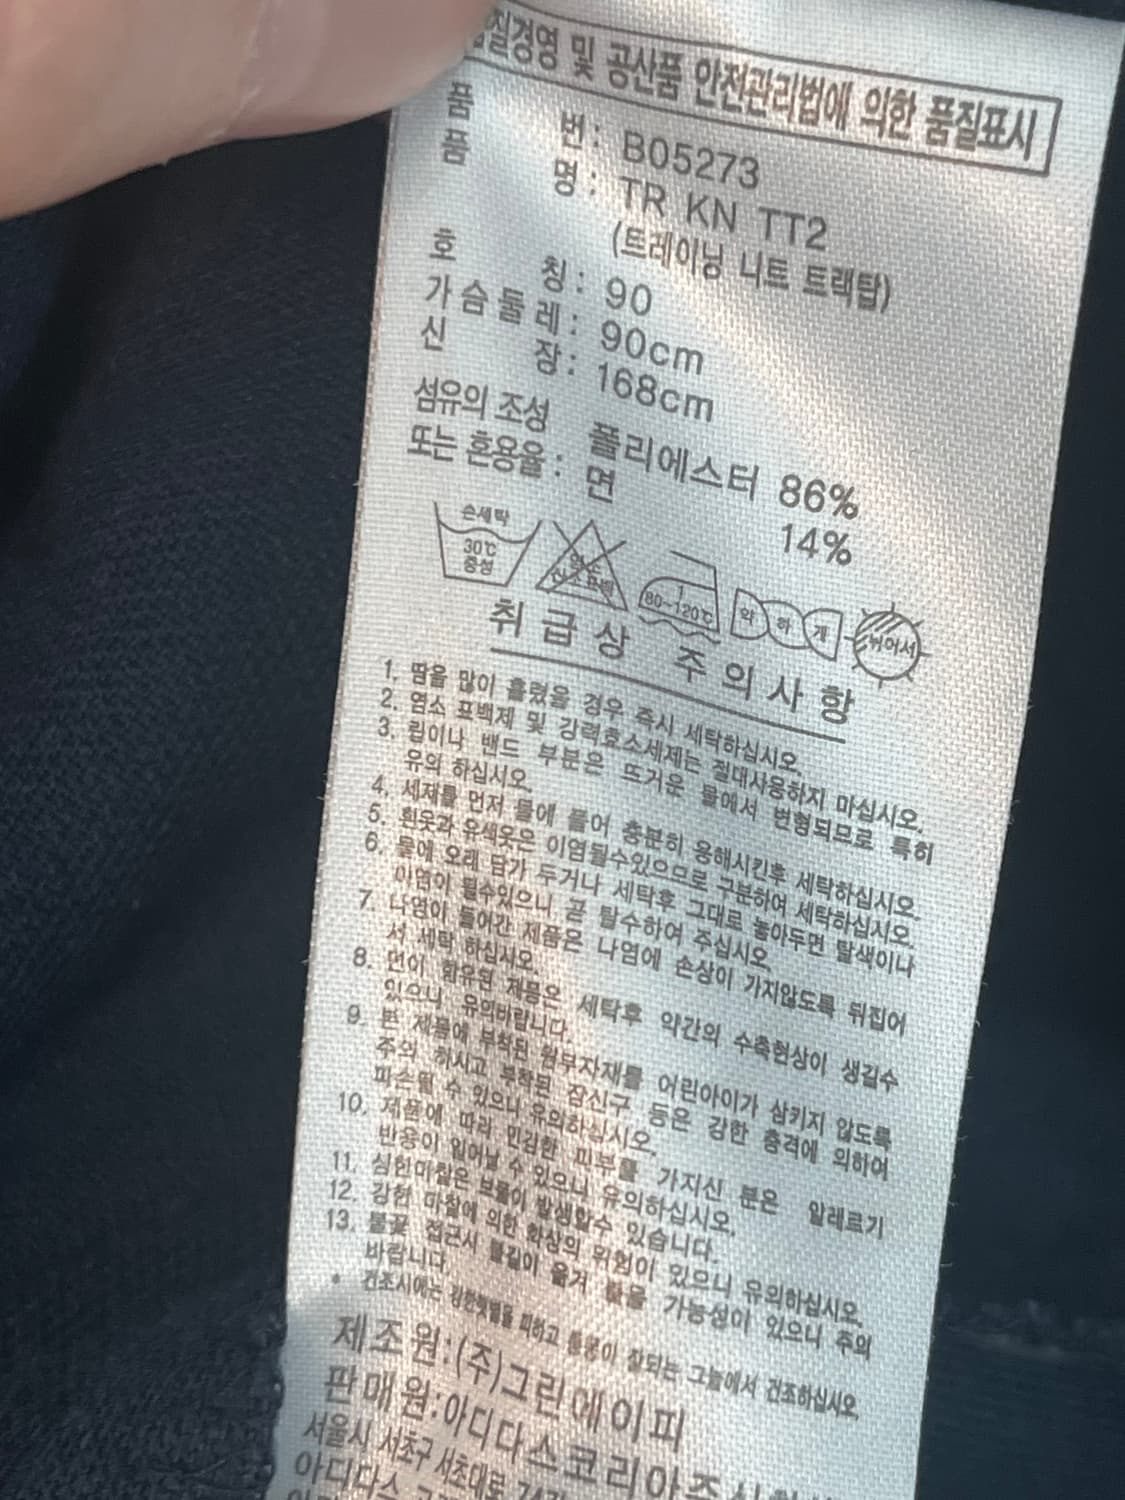 질경영 및 공산품 안전관리법에 의한 품질표시
품 번: B05273
품 명: TR KN TT2
(트레이닝 니트 트랙탑)
호 칭: 90
가슴둘레: 90cm
신 장: 168cm
섬유의 조성
또는 혼용율: 폴리에스터 86%
면 14%
손세탁
30℃
중성
염소
산소표백
80~120℃
약 하 게
뉘어서
취급상 주의사항
1. 땀을 많이 흘렸을 경우 즉시 세탁하십시오.
2. 염소 표백제 및 강력효소세제는 절대사용하지 마십시오.
3. 립이나 밴드 부분은 뜨거운 물에서 변형되므로 특히
유의 하십시오.
4. 세제를 먼저 물에 풀어 충분히 용해시킨후 세탁하십시오.
5. 흰옷과 유색옷은 이염될수있으므로 구분하여 세탁하십시오.
6. 물에 오래 담가 두거나 세탁후 그대로 놓아두면 탈색이나
이염이 될수있으니 곧 탈수하여 주십시오
7. 나염이 들어간 제품은 나염에 손상이 가지않도록 뒤집어
서 세탁 하십시오.
8. 면이 함유된 제품은 세탁후 약간의 수축현상이 생길수
있으니 유의바랍니다.
9. 본 제품에 부착된 원부자재를 어린아이가 삼키지 않도록
주의 하시고 부착된 장신구 등은 강한 충격에 의하여
파손될 수 있으니 유의하십시오.
10. 제품에 따라 민감한 피부를 가지신 분은 알레르기
반응이 일어날 수 있으니 유의하십시오.
11. 심한마찰은 보풀이 발생할수 있습니다.
12. 강한 마찰에 의한 화상의 위험이 있으니 유의하십시오.
13. 불꽃 접근시 불길이 옮겨 붙을 가능성이 있으니 주의
바랍니다.
* 건조시에는 강한햇볕을 피하고 통풍이 잘되는 그늘에서 건조하십시오.
제조원:(주)그린에이피
판매원:아디다스코리아주식회
서울시 서초구 서초대로 74길
아디다스